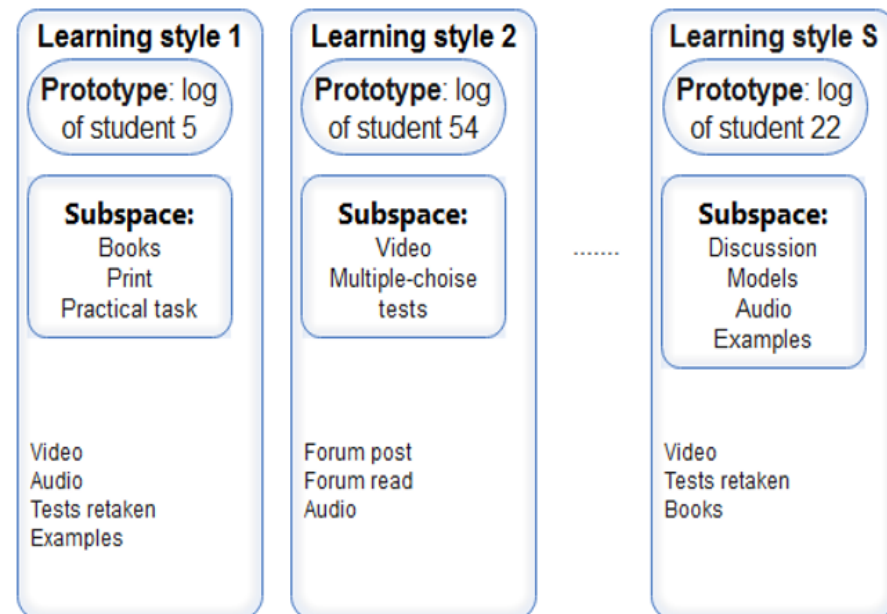 Learning style 1
Prototype: log
of student 5
Subspace:
Books
Print
Practical task
Video
Audio
Tests retaken
Examples
Learning style 2
Prototype: log
of student 54
Subspace:
Video
Multiple-choise
tests
Forum post
Forum read
Audio
.......
Learning style S
Prototype: log
of student 22
Subspace:
Discussion
Models
Audio
Examples
Video
Tests retaken
Books